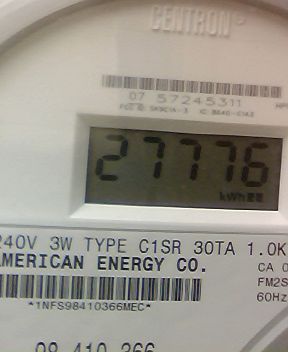 CENTRON®
07 57245311
27776
kWh
240V 3W TYPE C1SR 30TA 1.0K
AMERICAN ENERGY CO.
CA 0
FM2S
60Hz
*1NFS98410366MEC*
98 410 366